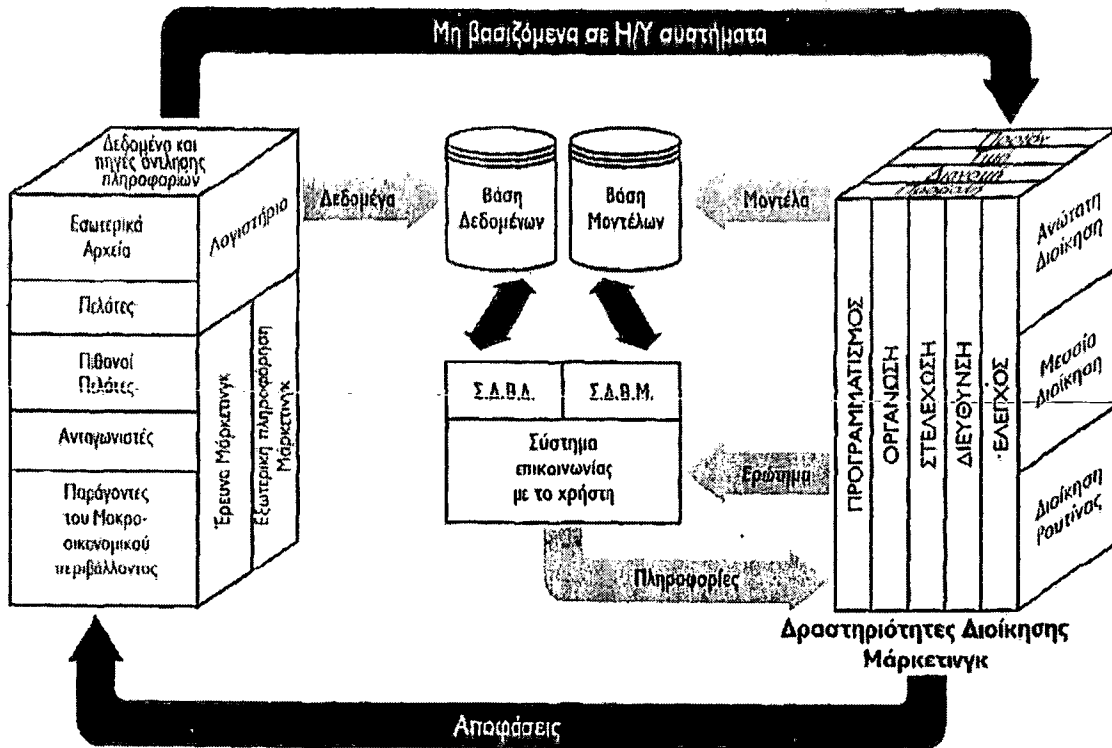 Μη βασιζόμενα σε Η/Υ συστήματα
Δεδομένα και
πηγές άντλησης
πληροφοριών
Εσωτερικά
Αρχεία
Πελάτες
Πιθανοί
Πελάτες
Ανταγωνιστές
Παράγοντες
του Μακρο-
οικονομικού
περιβάλλοντος
Λογιστήριο
Έρευνα Μάρκετινγκ
Εξωτερική πληροφόρηση
Μάρκετινγκ
Δεδομένα
Βάση
Δεδομένων
Βάση
Μοντέλων
Μοντέλα
Σ.Δ.Β.Δ.
Σ.Δ.Β.Μ.
Σύστημα
επικοινωνίας
με το χρήστη
Ερώτημα
Πληροφορίες
Προϊόν
Τιμή
Διανομή
Προβολή
ΠΡΟΓΡΑΜΜΑΤΙΣΜΟΣ
ΟΡΓΑΝΩΣΗ
ΣΤΕΛΕΧΩΣΗ
ΔΙΕΥΘΥΝΣΗ
ΕΛΕΓΧΟΣ
Ανώτατη
Διοίκηση
Μεσαία
Διοίκηση
Διοίκηση
Ρουτίνας
Δραστηριότητες Διοίκησης
Μάρκετινγκ
Αποφάσεις